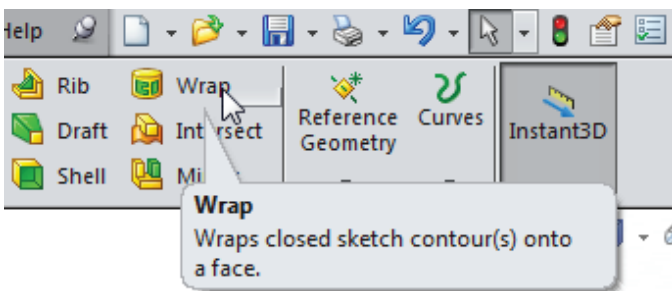 Help
Rib
Wrap
Draft
Intersect
Shell
Reference
Geometry
Curves
Instant3D
Wrap
Wraps closed sketch contour(s) onto
a face.